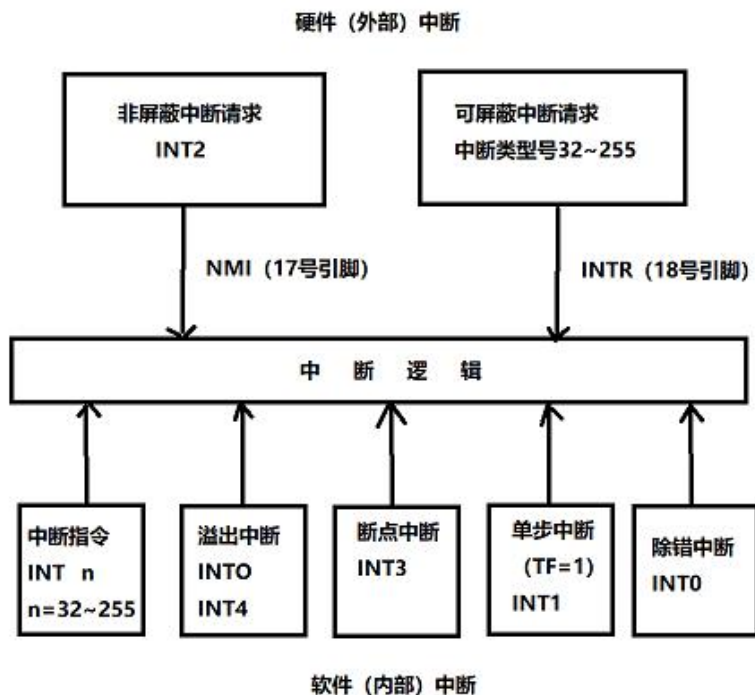 硬件（外部）中断
非屏蔽中断请求
INT2
可屏蔽中断请求
中断类型号32~255
NMI（17号引脚）
INTR（18号引脚）
中 断 逻 辑
中断指令
INT n
n=32~255
溢出中断
INTO
INT4
断点中断
INT3
单步中断
（TF=1）
INT1
除错中断
INT0
软件（内部）中断